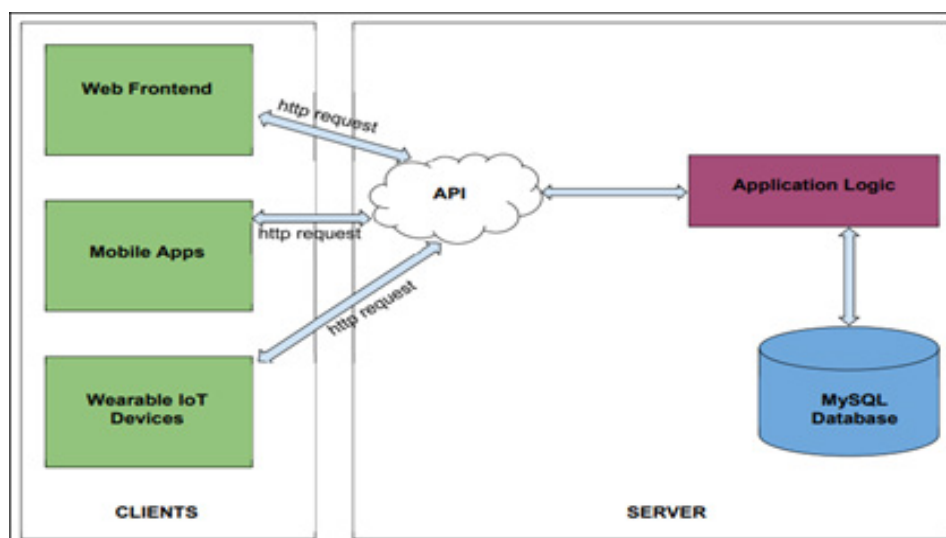 Web Frontend
http request
API
Application Logic
Mobile Apps
http request
http request
Wearable IoT
Devices
MySQL
Database
CLIENTS
SERVER